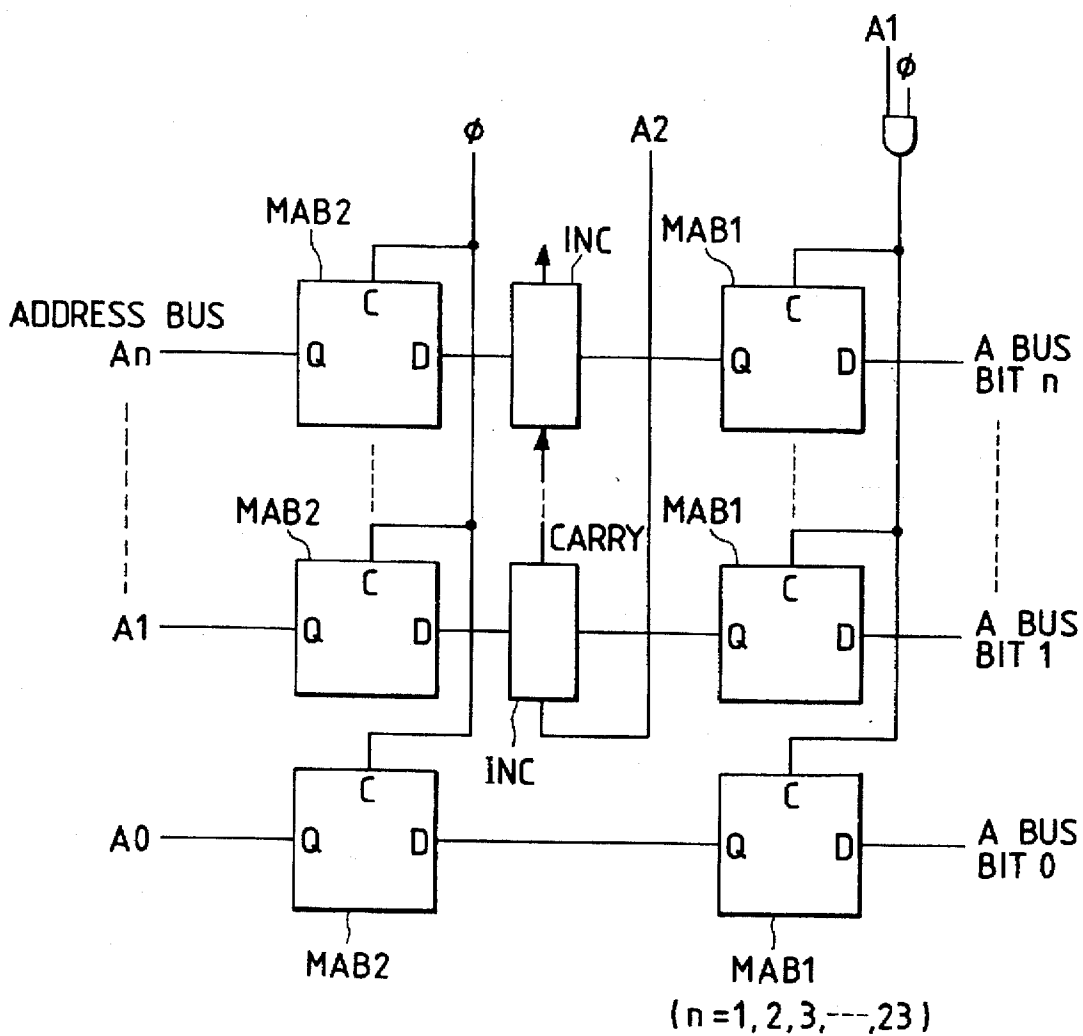 A1
ϕ
ϕ
A2
MAB2
INC
MAB1
C
C
ADDRESS BUS
An
Q
D
Q
D
A BUS
BIT n
MAB2
CARRY
MAB1
C
C
A1
Q
D
Q
D
A BUS
BIT 1
INC
C
C
A0
Q
D
Q
D
A BUS
BIT 0
MAB2
MAB1
(n=1,2,3,---,23)